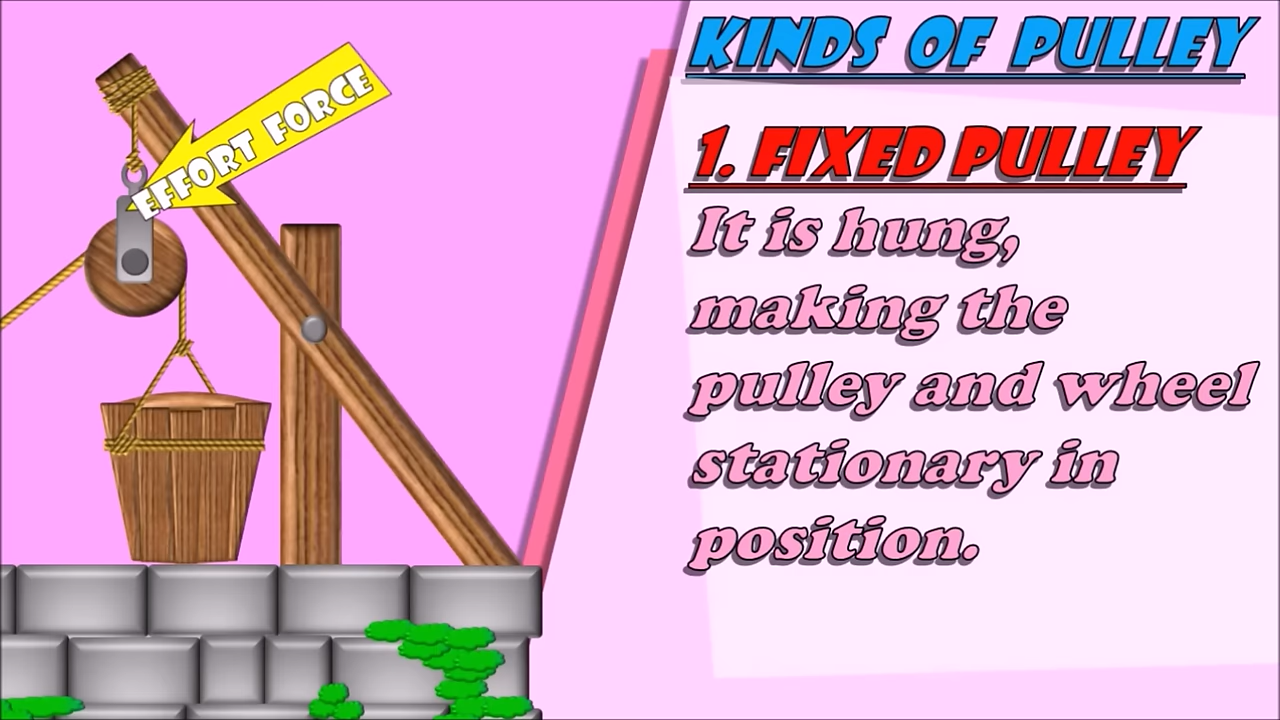 KINDS OF PULLEY
EFFORT FORCE
1. FIXED PULLEY
It is hung,
making the
pulley and wheel
stationary in
position.